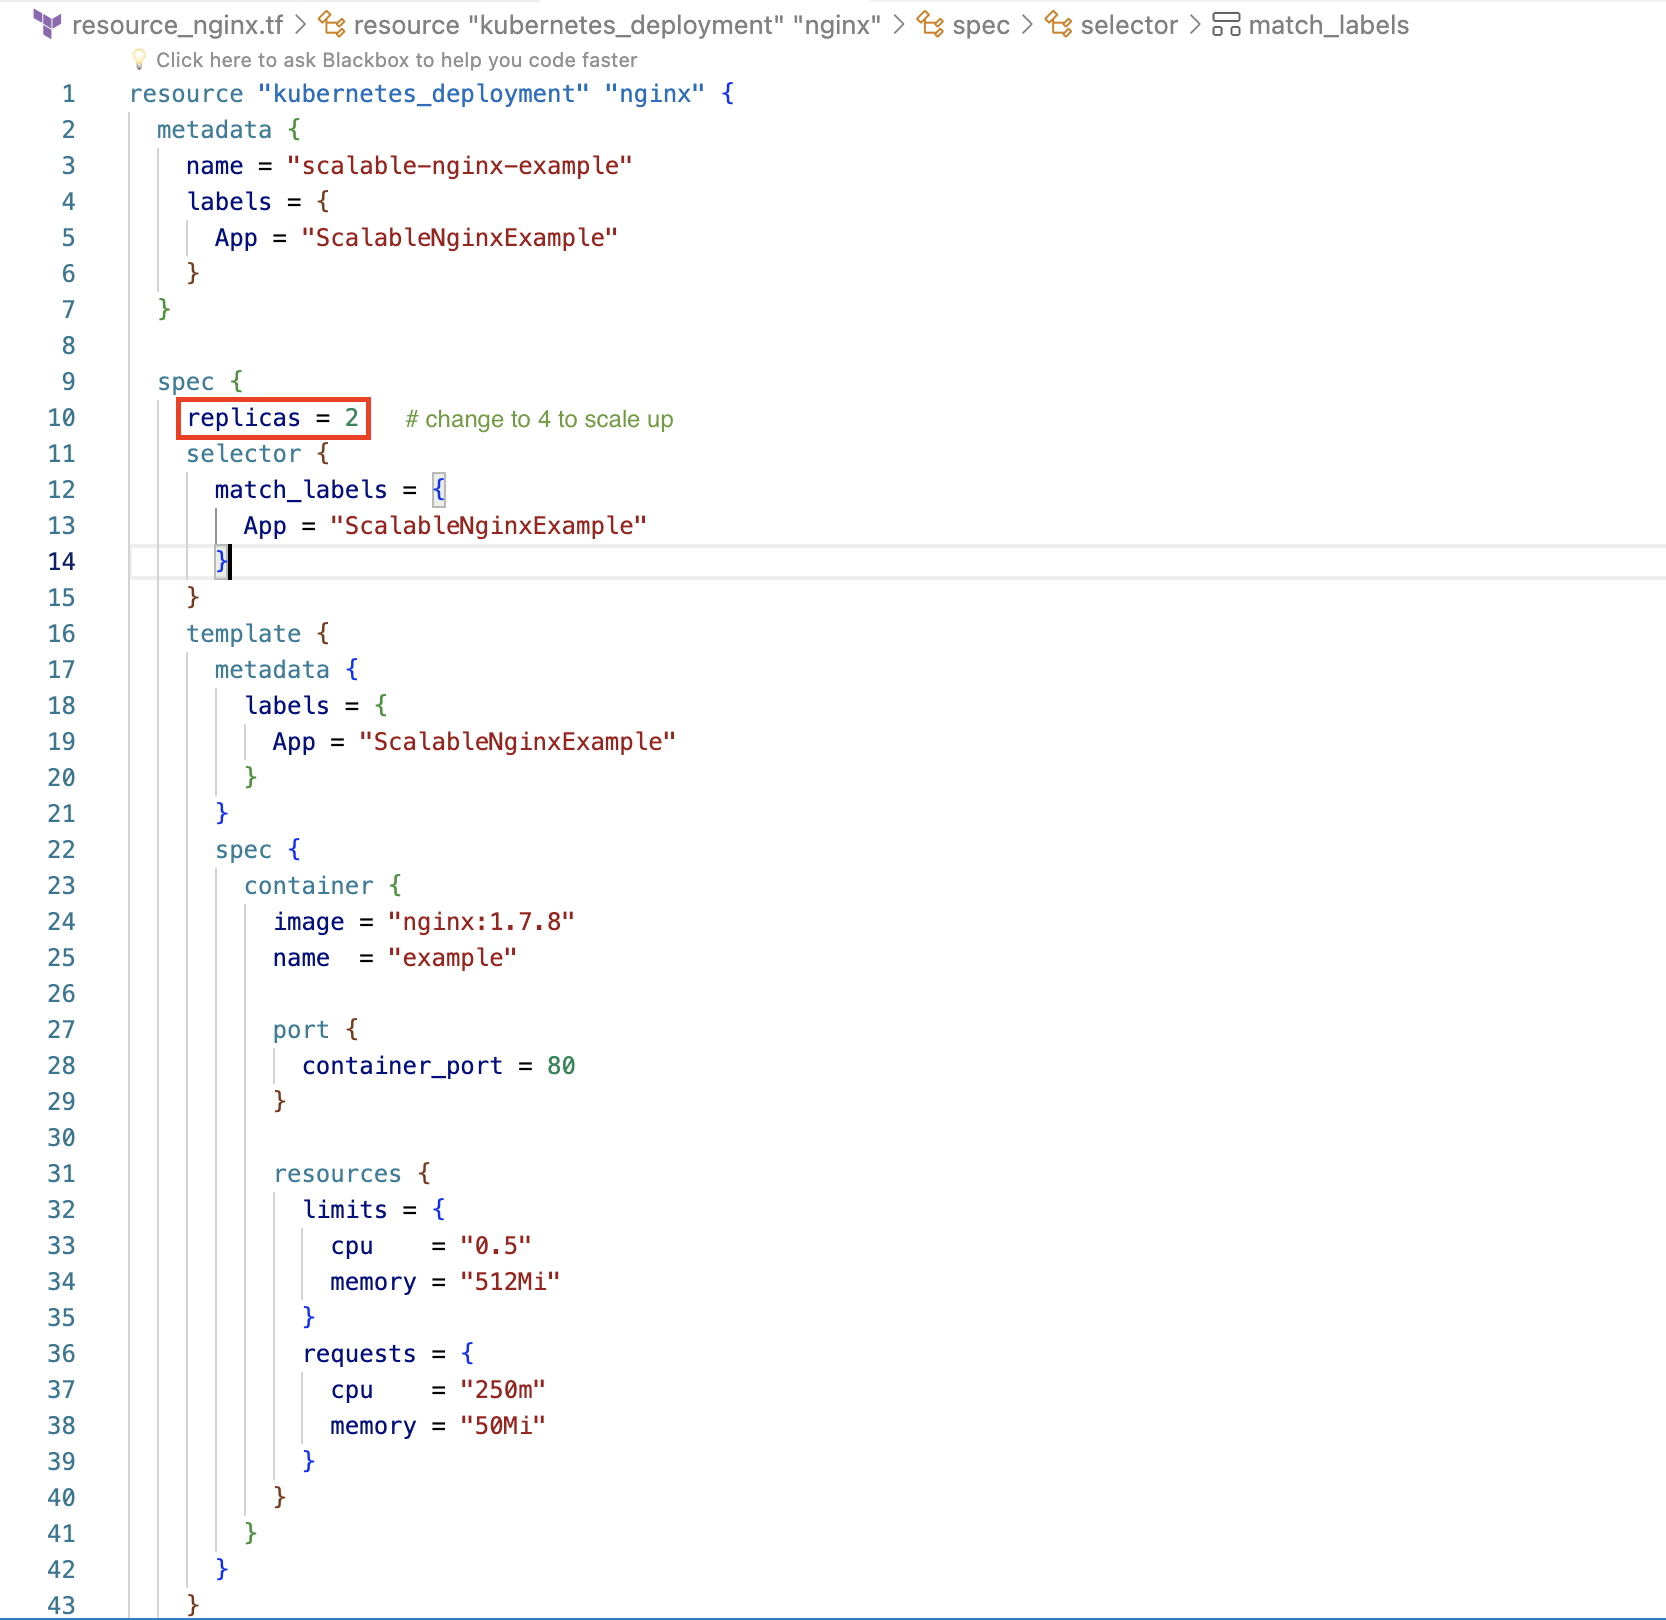 resource_nginx.tf > resource "kubernetes_deployment" "nginx" > spec > selector > match_labels
Click here to ask Blackbox to help you code faster
1 resource "kubernetes_deployment" "nginx" {
2   metadata {
3     name = "scalable-nginx-example"
4     labels = {
5       App = "ScalableNginxExample"
6     }
7   }
8
9   spec {
10     replicas = 2 # change to 4 to scale up
11     selector {
12       match_labels = {
13         App = "ScalableNginxExample"
14       }
15     }
16     template {
17       metadata {
18         labels = {
19           App = "ScalableNginxExample"
20         }
21       }
22       spec {
23         container {
24           image = "nginx:1.7.8"
25           name  = "example"
26
27           port {
28             container_port = 80
29           }
30
31           resources {
32             limits = {
33               cpu    = "0.5"
34               memory = "512Mi"
35             }
36             requests = {
37               cpu    = "250m"
38               memory = "50Mi"
39             }
40           }
41         }
42       }
43     }